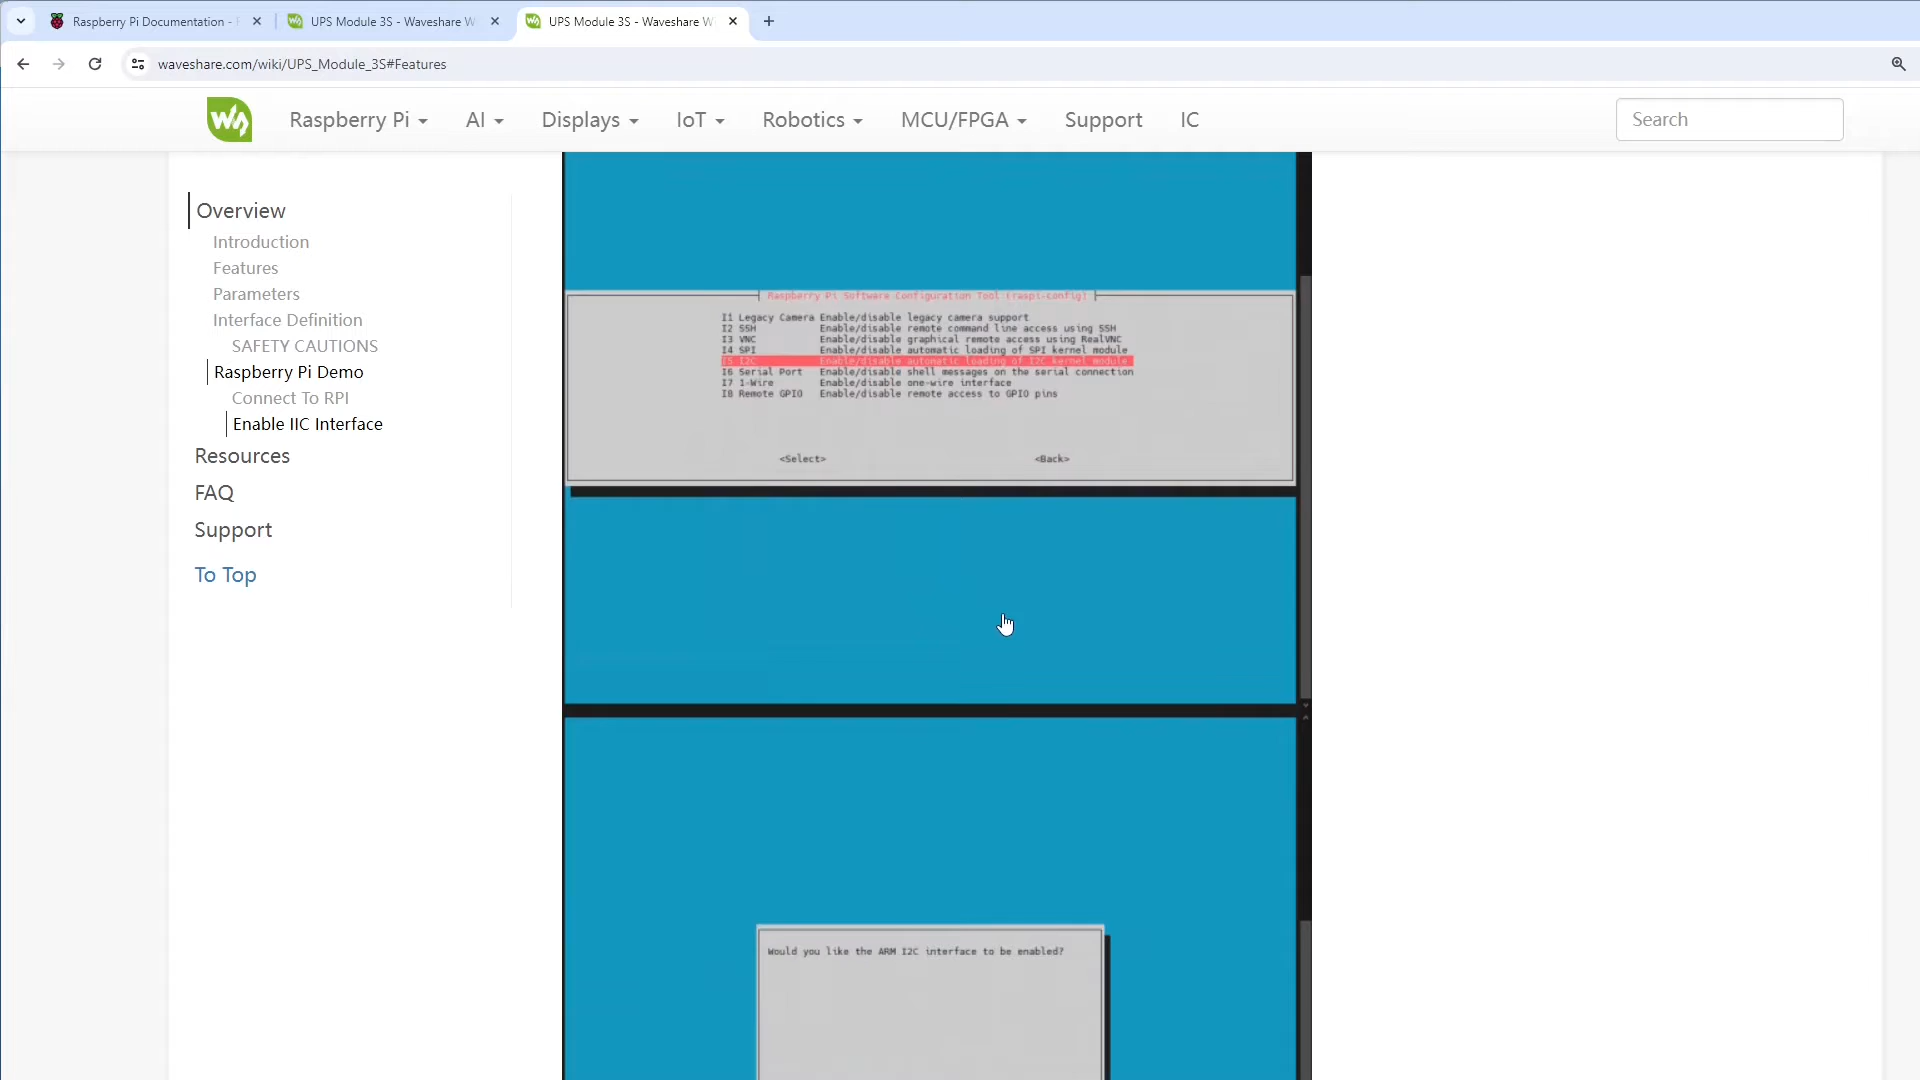 Raspberry Pi Documentation -
UPS Module 3S - Waveshare W
UPS Module 3S - Waveshare W
waveshare.com/wiki/UPS_Module_3S#Features
Raspberry Pi
AI
Displays
IoT
Robotics
MCU/FPGA
Support
IC
Search
Overview
Introduction
Features
Parameters
Interface Definition
SAFETY CAUTIONS
Raspberry Pi Demo
Connect To RPI
Enable IIC Interface
Resources
FAQ
Support
To Top
Raspberry Pi Software Configuration Tool (raspi-config)
I1 Legacy Camera Enable/disable legacy camera support
I2 SSH Enable/disable remote command line access using SSH
I3 VNC Enable/disable graphical remote access using RealVNC
I4 SPI Enable/disable automatic loading of SPI kernel module
I5 I2C Enable/disable automatic loading of I2C kernel module
I6 Serial Port Enable/disable shell messages on the serial connection
I7 1-Wire Enable/disable one-wire interface
I8 Remote GPIO Enable/disable remote access to GPIO pins
<Select> <Back>
Would you like the ARM I2C interface to be enabled?